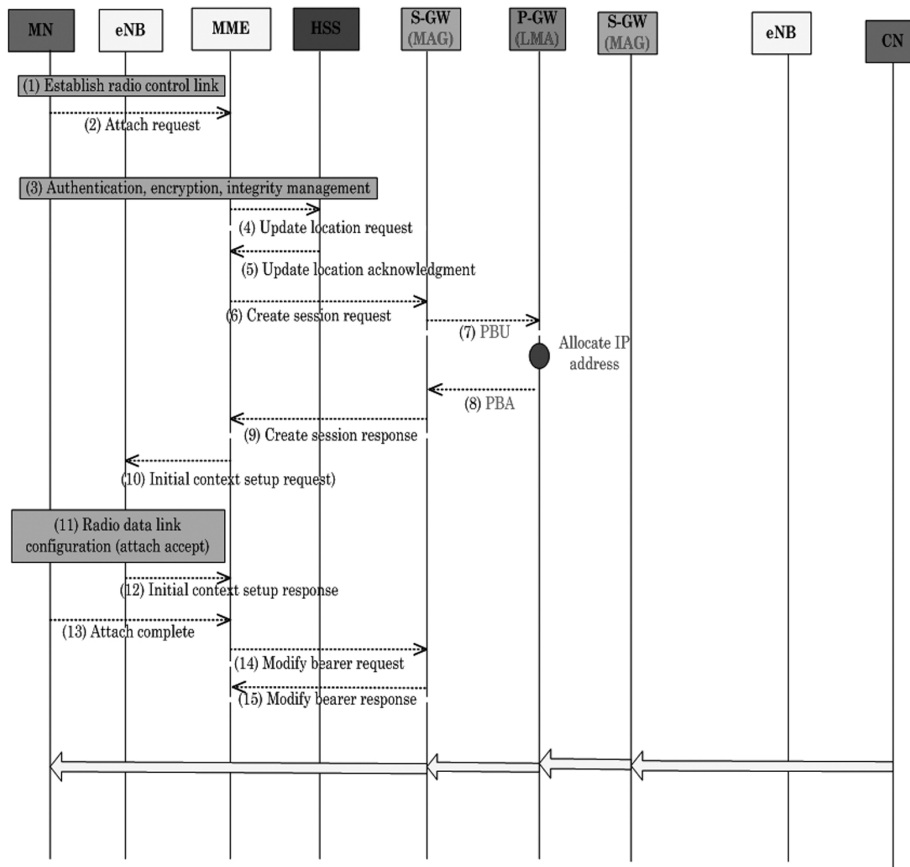 MN
eNB
MME
HSS
S-GW
(MAG)
P-GW
(LMA)
S-GW
(MAG)
eNB
CN
(1) Establish radio control link
(2) Attach request
(3) Authentication, encryption, integrity management
(4) Update location request
(5) Update location acknowledgment
(6) Create session request
(7) PBU
Allocate IP
address
(8) PBA
(9) Create session response
(10) Initial context setup request)
(11) Radio data link
configuration (attach accept)
(12) Initial context setup response
(13) Attach complete
(14) Modify bearer request
(15) Modify bearer response